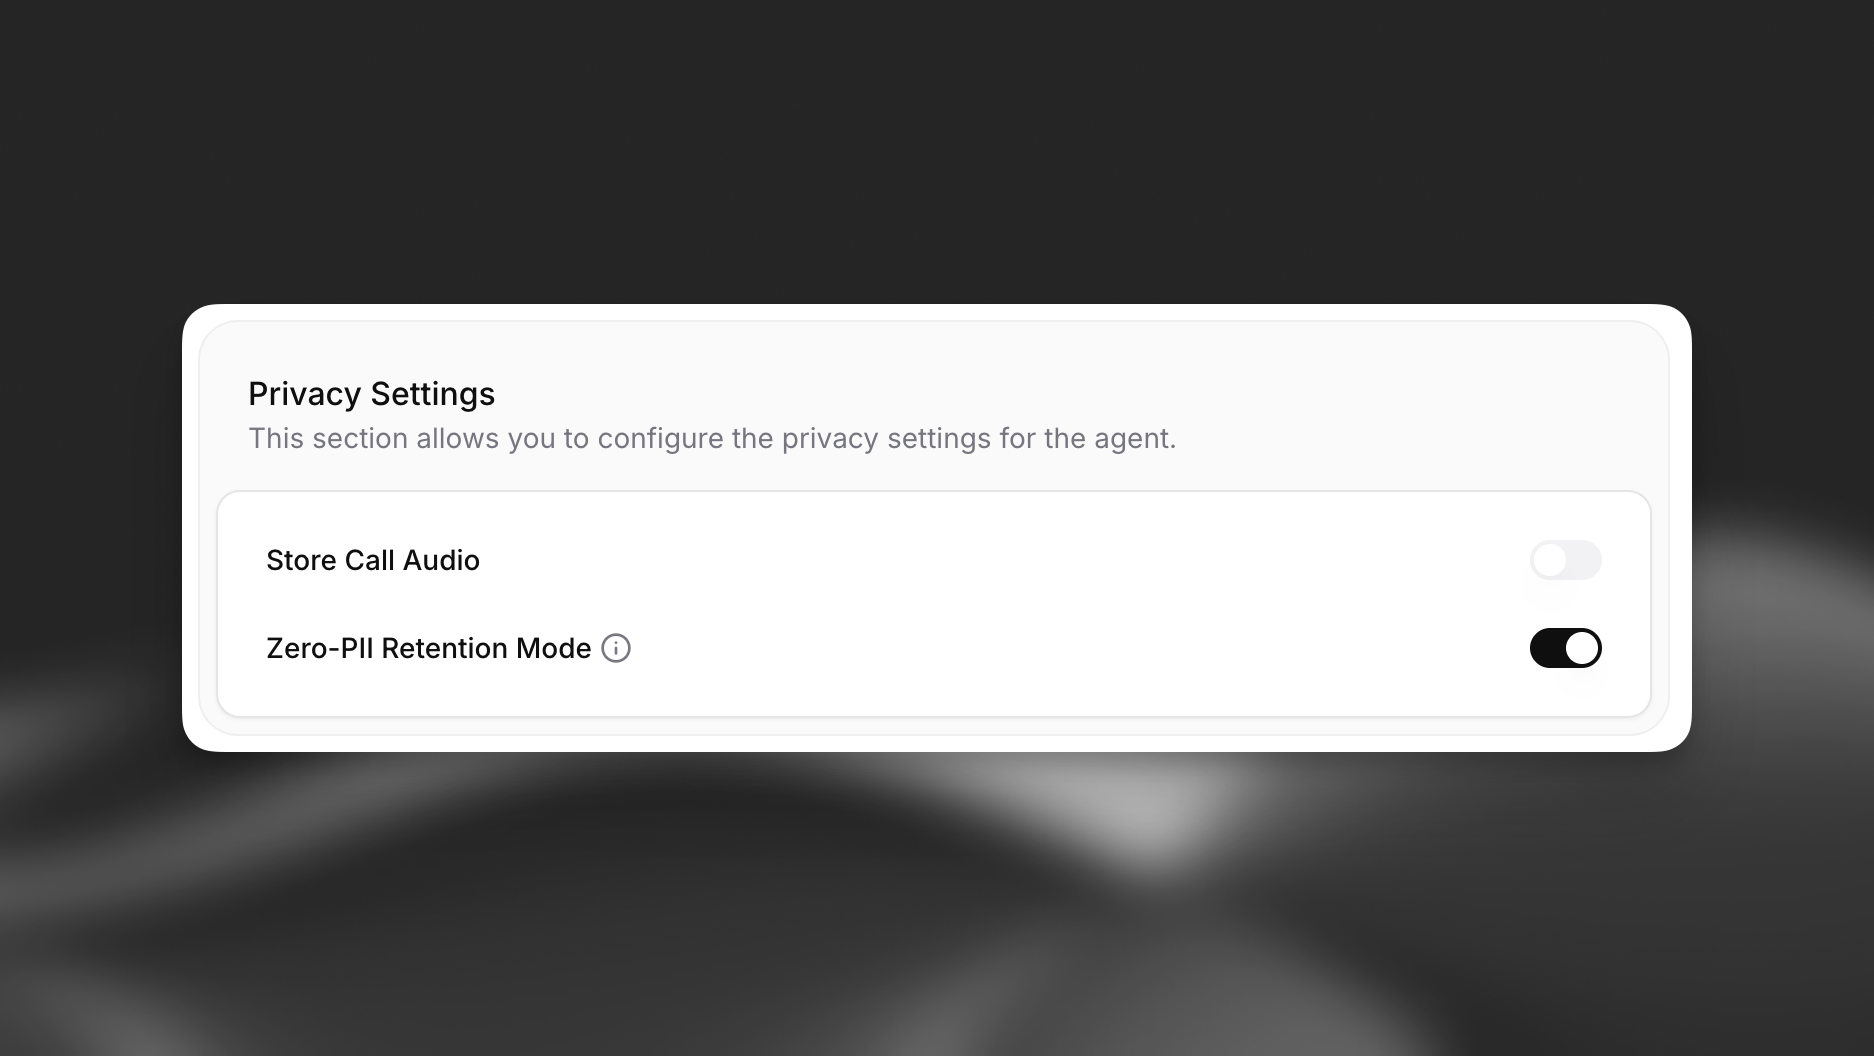 Privacy Settings
This section allows you to configure the privacy settings for the agent.
Store Call Audio
Zero-PII Retention Mode